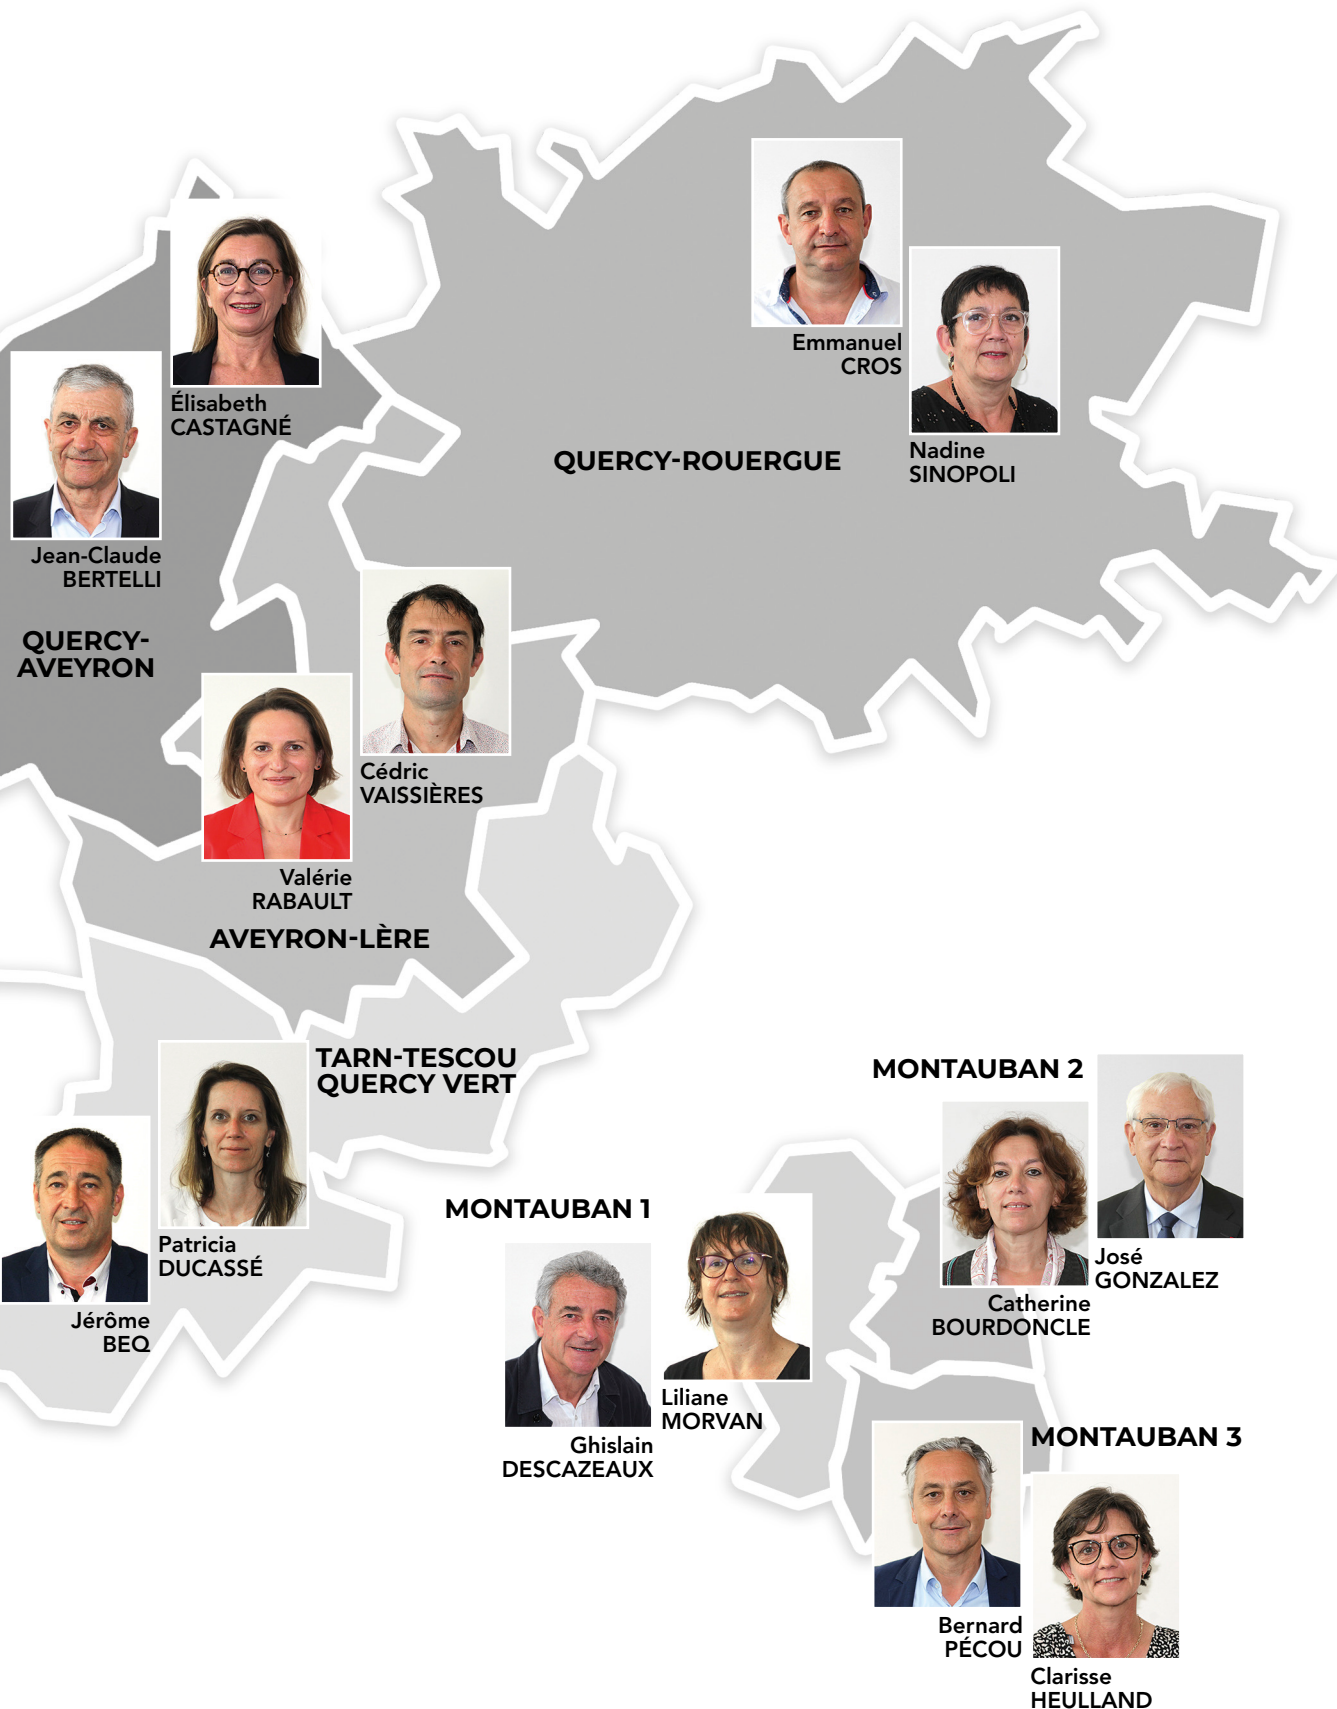 Emmanuel
CROS
Nadine
SINOPOLI
QUERCY-ROUERGUE
Élisabeth
CASTAGNÉ
Jean-Claude
BERTELLI
QUERCY-
AVEYRON
Cédric
VAISSIÈRES
Valérie
RABAULT
AVEYRON-LÈRE
TARN-TESCOU
QUERCY VERT
Patricia
DUCASSÉ
Jérôme
BEQ
MONTAUBAN 1
Ghislain
DESCAZEAUX
Liliane
MORVAN
MONTAUBAN 2
José
GONZALEZ
Catherine
BOURDONCLE
MONTAUBAN 3
Bernard
PÉCOU
Clarisse
HEULLAND